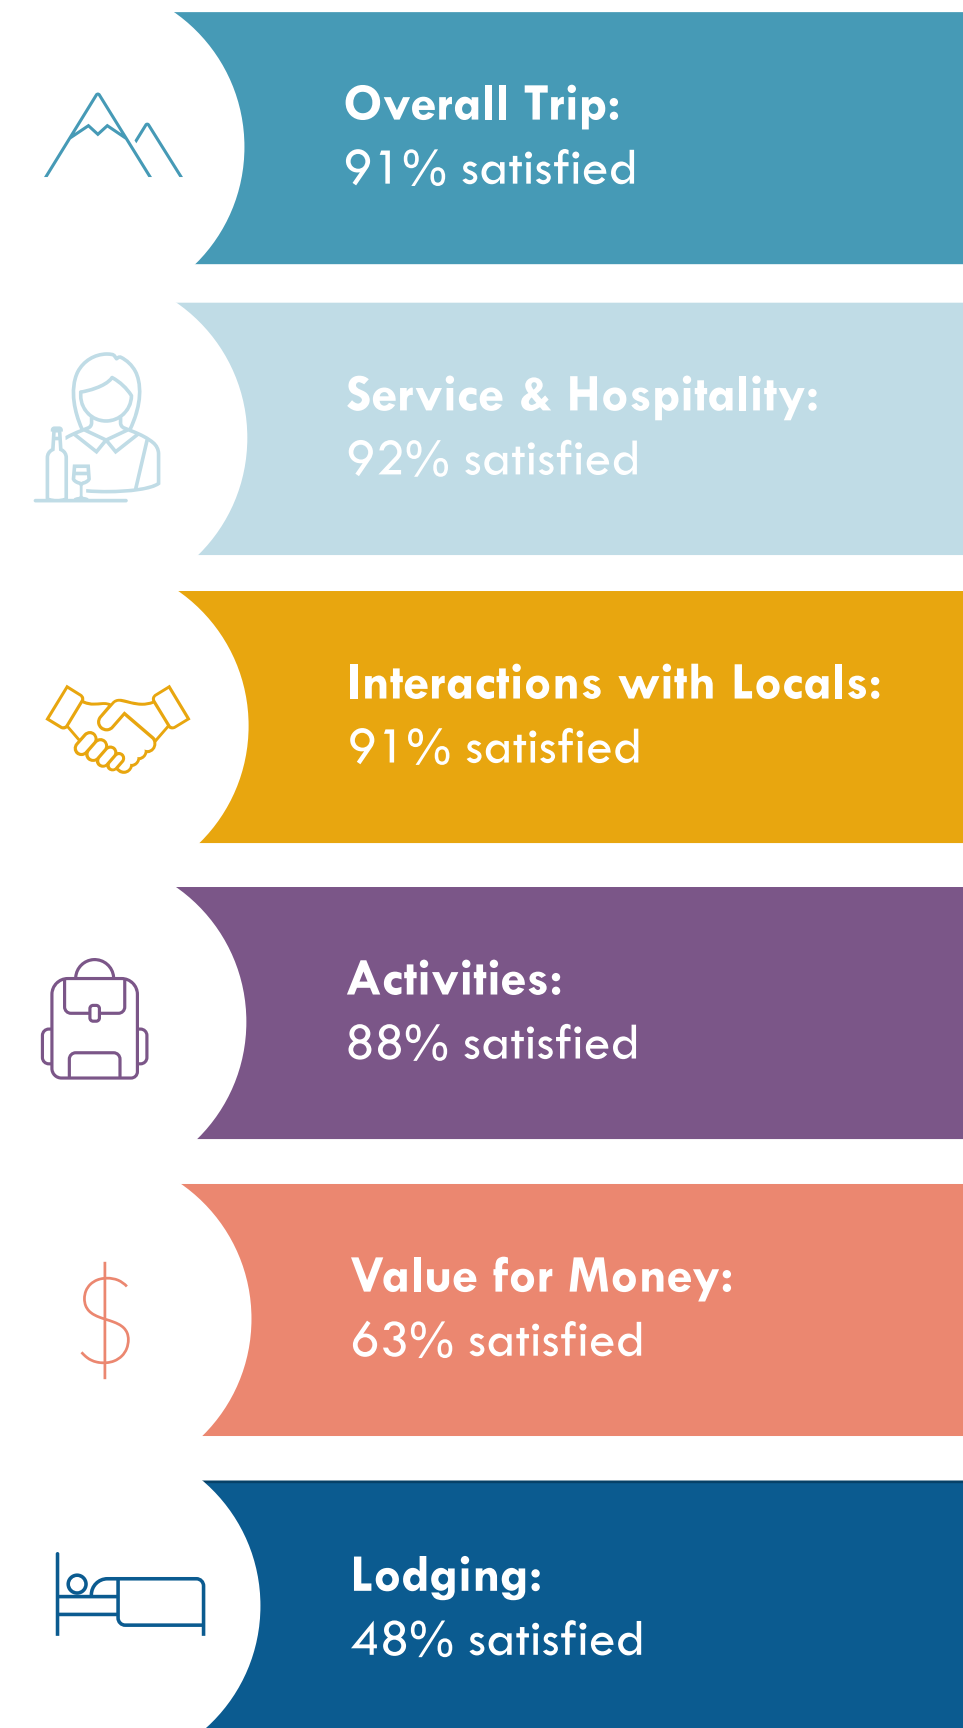 Overall Trip:
91% satisfied
Service & Hospitality:
92% satisfied
Interactions with Locals:
91% satisfied
Activities:
88% satisfied
Value for Money:
63% satisfied
Lodging:
48% satisfied